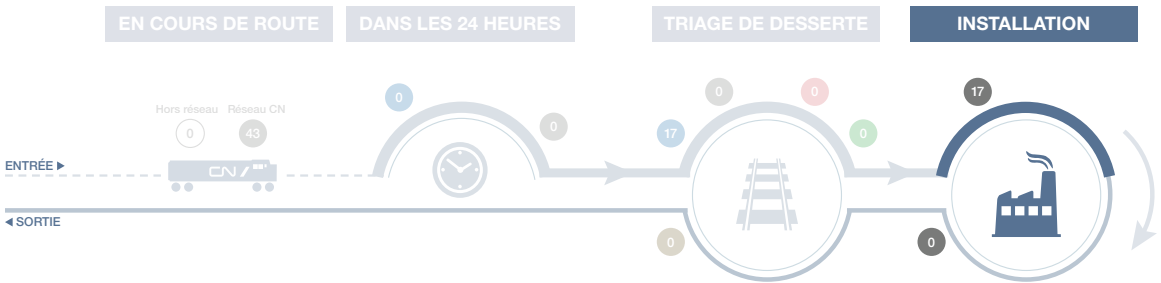 EN COURS DE ROUTE
DANS LES 24 HEURES
TRIAGE DE DESSERTE
INSTALLATION
Hors réseau
Réseau CN
0
43
CN
0
0
0
0
17
0
0
17
0
ENTRÉE
SORTIE